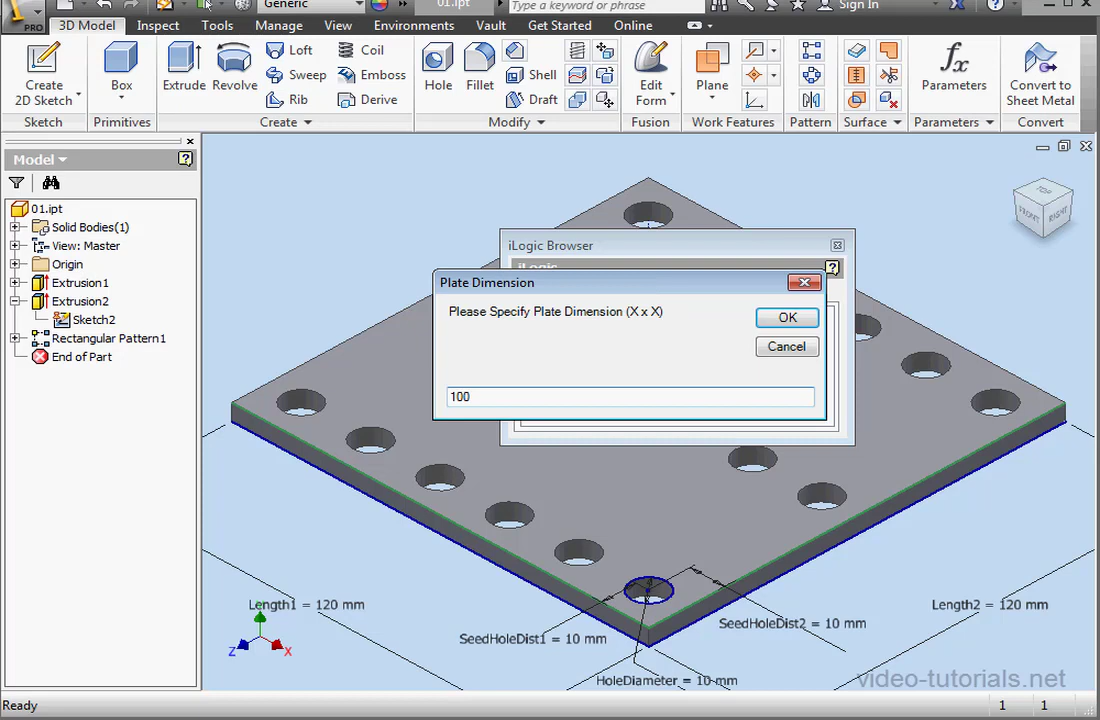 PRO
Generic
01.ipt
Type a keyword or phrase
Sign In
3D Model Inspect Tools Manage View Environments Vault Get Started Online
Create 2D Sketch
Box
Extrude
Revolve
Loft
Sweep
Rib
Coil
Emboss
Derive
Hole
Fillet
Shell
Draft
Edit Form
Plane
Parameters
Convert to Sheet Metal
Sketch Primitives Create Modify Fusion Work Features Pattern Surface Parameters Convert
Model
01.ipt
Solid Bodies(1)
View: Master
Origin
Extrusion1
Extrusion2
Sketch2
Rectangular Pattern1
End of Part
TOP
FRONT
RIGHT
iLogic Browser
iLogic
Plate Dimension
Please Specify Plate Dimension (X x X)
OK
Cancel
100
Length1 = 120 mm
Length2 = 120 mm
SeedHoleDist1 = 10 mm
SeedHoleDist2 = 10 mm
HoleDiameter = 10 mm
Z
X
video-tutorials.net
Ready
1 1